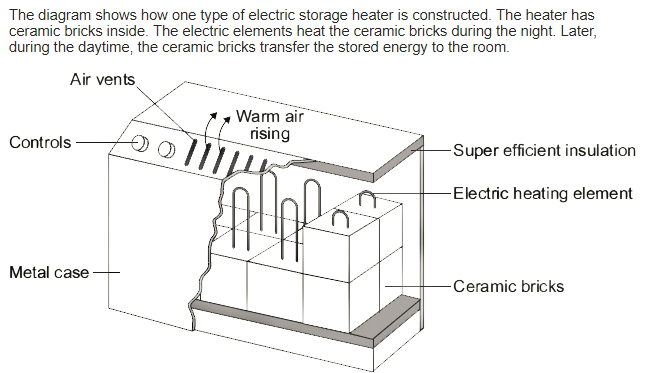 The diagram shows how one type of electric storage heater is constructed. The heater has
ceramic bricks inside. The electric elements heat the ceramic bricks during the night. Later,
during the daytime, the ceramic bricks transfer the stored energy to the room.
Air vents
Warm air
rising
Controls
Super efficient insulation
Electric heating element
Metal case
Ceramic bricks